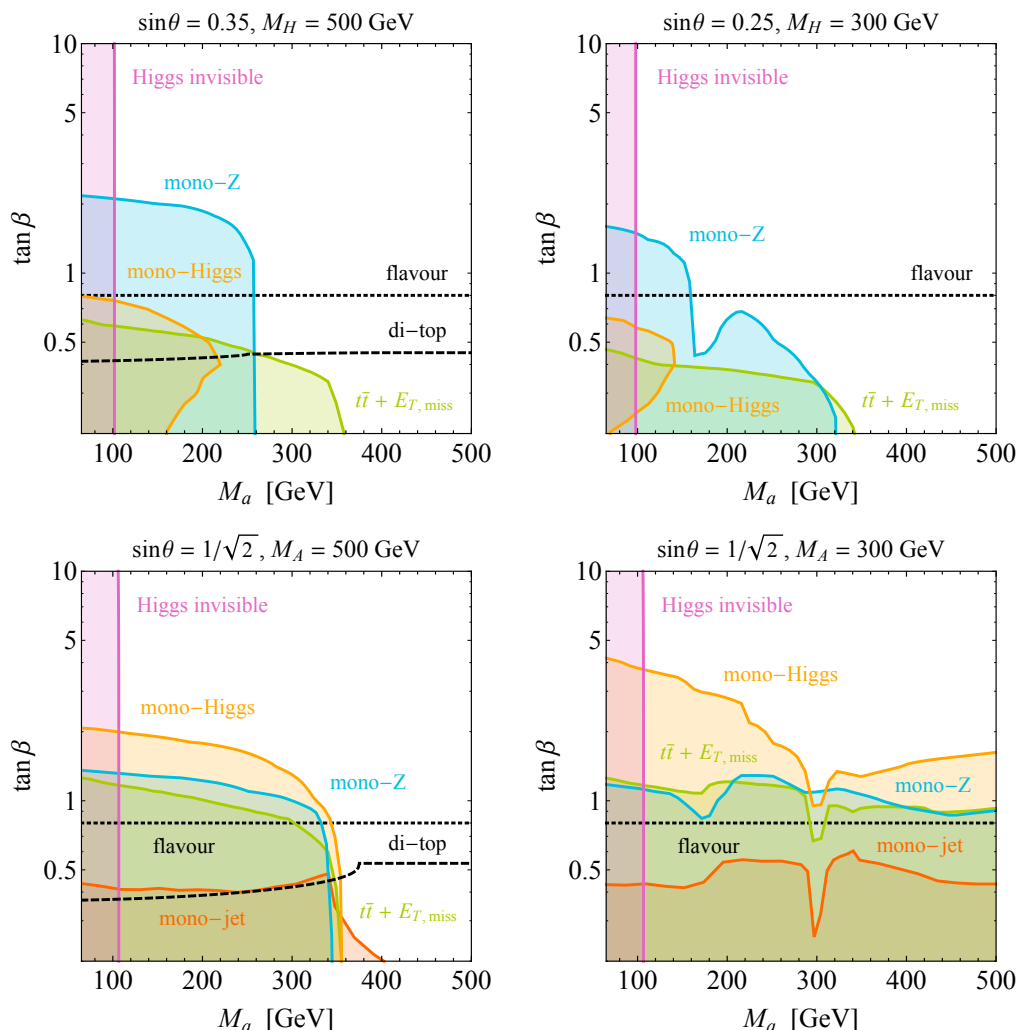 sinθ = 0.35, M_H = 500 GeV
10
Higgs invisible
5
mono−Z
tan β
1
mono−Higgs
flavour
di−top
0.5
tt̄ + E_T, miss
100 200 300 400 500
M_a [GeV]
sinθ = 0.25, M_H = 300 GeV
10
Higgs invisible
5
mono−Z
tan β
1
flavour
0.5
mono−Higgs
tt̄ + E_T, miss
100 200 300 400 500
M_a [GeV]
sinθ = 1/√2, M_A = 500 GeV
10
Higgs invisible
5
mono−Higgs
tan β
mono−Z
1
flavour
di−top
0.5
mono−jet
tt̄ + E_T, miss
100 200 300 400 500
M_a [GeV]
sinθ = 1/√2, M_A = 300 GeV
10
Higgs invisible
5
mono−Higgs
tt̄ + E_T, miss
tan β
mono−Z
1
flavour
mono−jet
0.5
100 200 300 400 500
M_a [GeV]